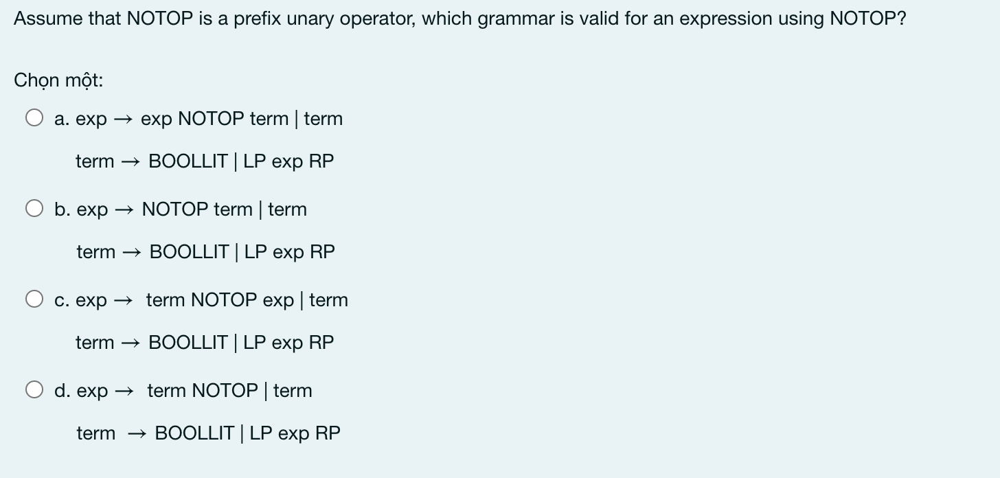 Assume that NOTOP is a prefix unary operator, which grammar is valid for an expression using NOTOP?
Chọn một:
a. exp → exp NOTOP term | term
term → BOOLLIT | LP exp RP
b. exp → NOTOP term | term
term → BOOLLIT | LP exp RP
c. exp → term NOTOP exp | term
term → BOOLLIT | LP exp RP
d. exp → term NOTOP | term
term → BOOLLIT | LP exp RP